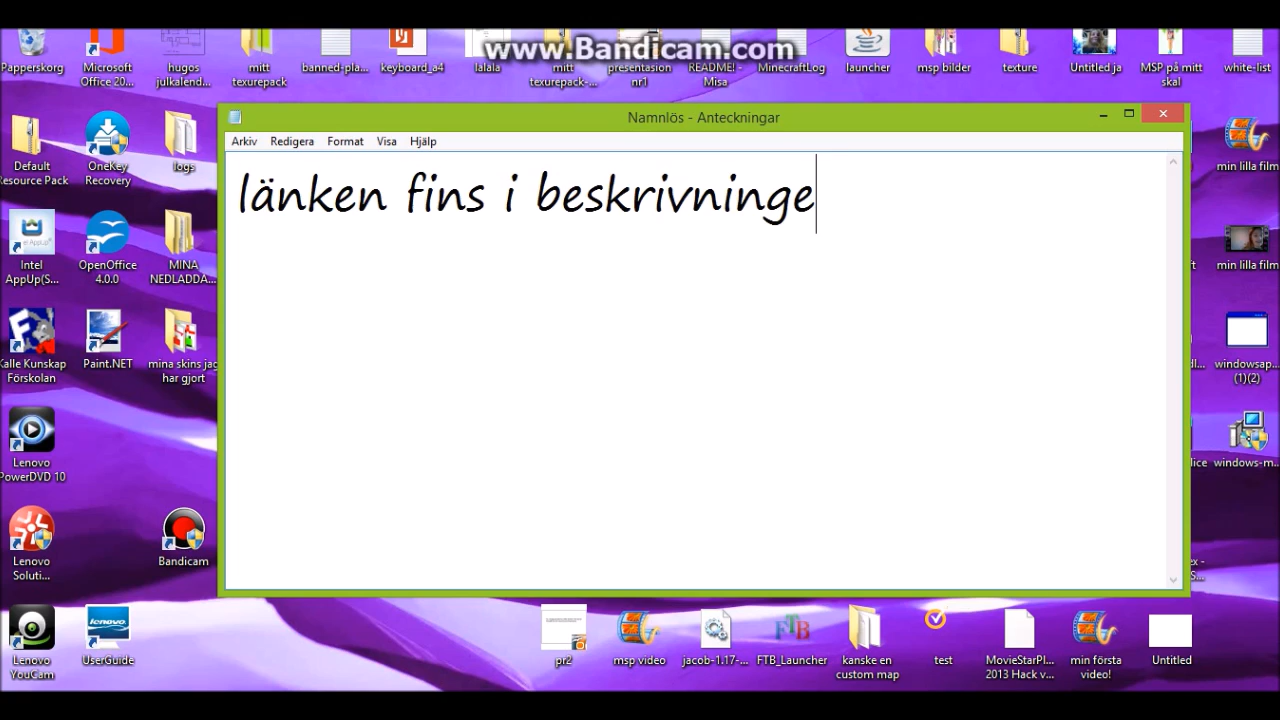 www.Bandicam.com
Papperskorg
Microsoft
Office 20...
hugos
julkalend...
mitt
texurepack
banned-pla...
keyboard_a4
lalala
mitt
texurepack-...
presentasion
nr1
README! -
Misa
MinecraftLog
launcher
msp bilder
texture
Untitled.ja
MSP på mitt
skal
white-list
Namnlös - Anteckningar
Arkiv Redigera Format Visa Hjälp
länken fins i beskrivninge
Default
Resource Pack
OneKey
Recovery
logs
min lilla film
Intel
AppUp(S...
OpenOffice
4.0.0
MINA
NEDLADDA...
min lilla film
Kalle Kunskap
Förskolan
Paint.NET
mina skins jag
har gjort
windowsap...
(1)(2)
Lenovo
PowerDVD 10
windows-m...
Lenovo
Soluti...
Bandicam
Lenovo
YouCam
lenovo
UserGuide
pr2
msp video
jacob-1.17-...
FTB
FTB_Launcher
kanske en
custom map
test
MovieStarPl...
2013 Hack v...
min första
video!
Untitled